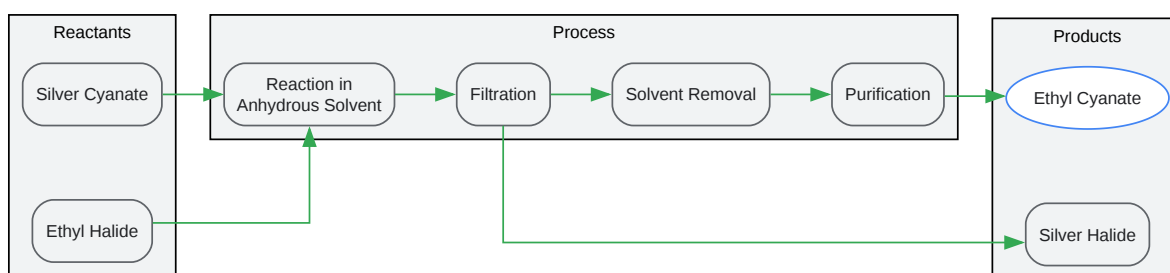 Reactants
Process
Products
Silver Cyanate
Reaction in
Anhydrous Solvent
Filtration
Solvent Removal
Purification
Ethyl Cyanate
Ethyl Halide
Silver Halide